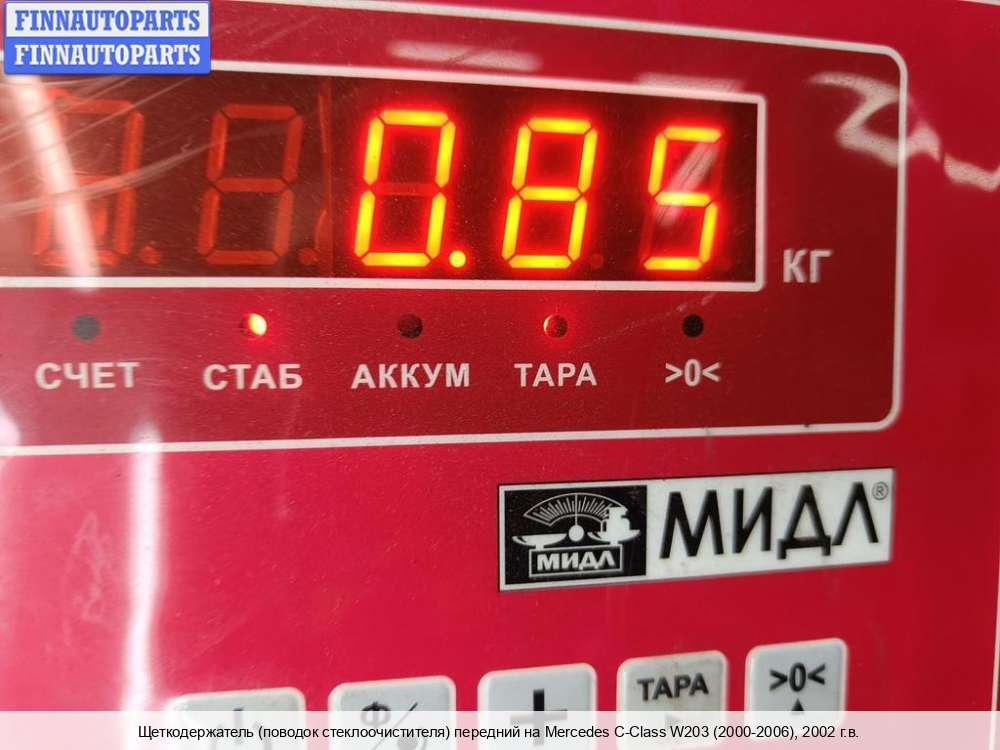 FINNAUTOPARTS
FINNAUTOPARTS
0.85
КГ
СЧЕТ СТАБ АККУМ ТАРА >0<
МИДЛ МИДЛ®
Ф/ + ТАРА >0<
Щеткодержатель (поводок стеклоочистителя) передний на Mercedes C-Class W203 (2000-2006), 2002 г.в.